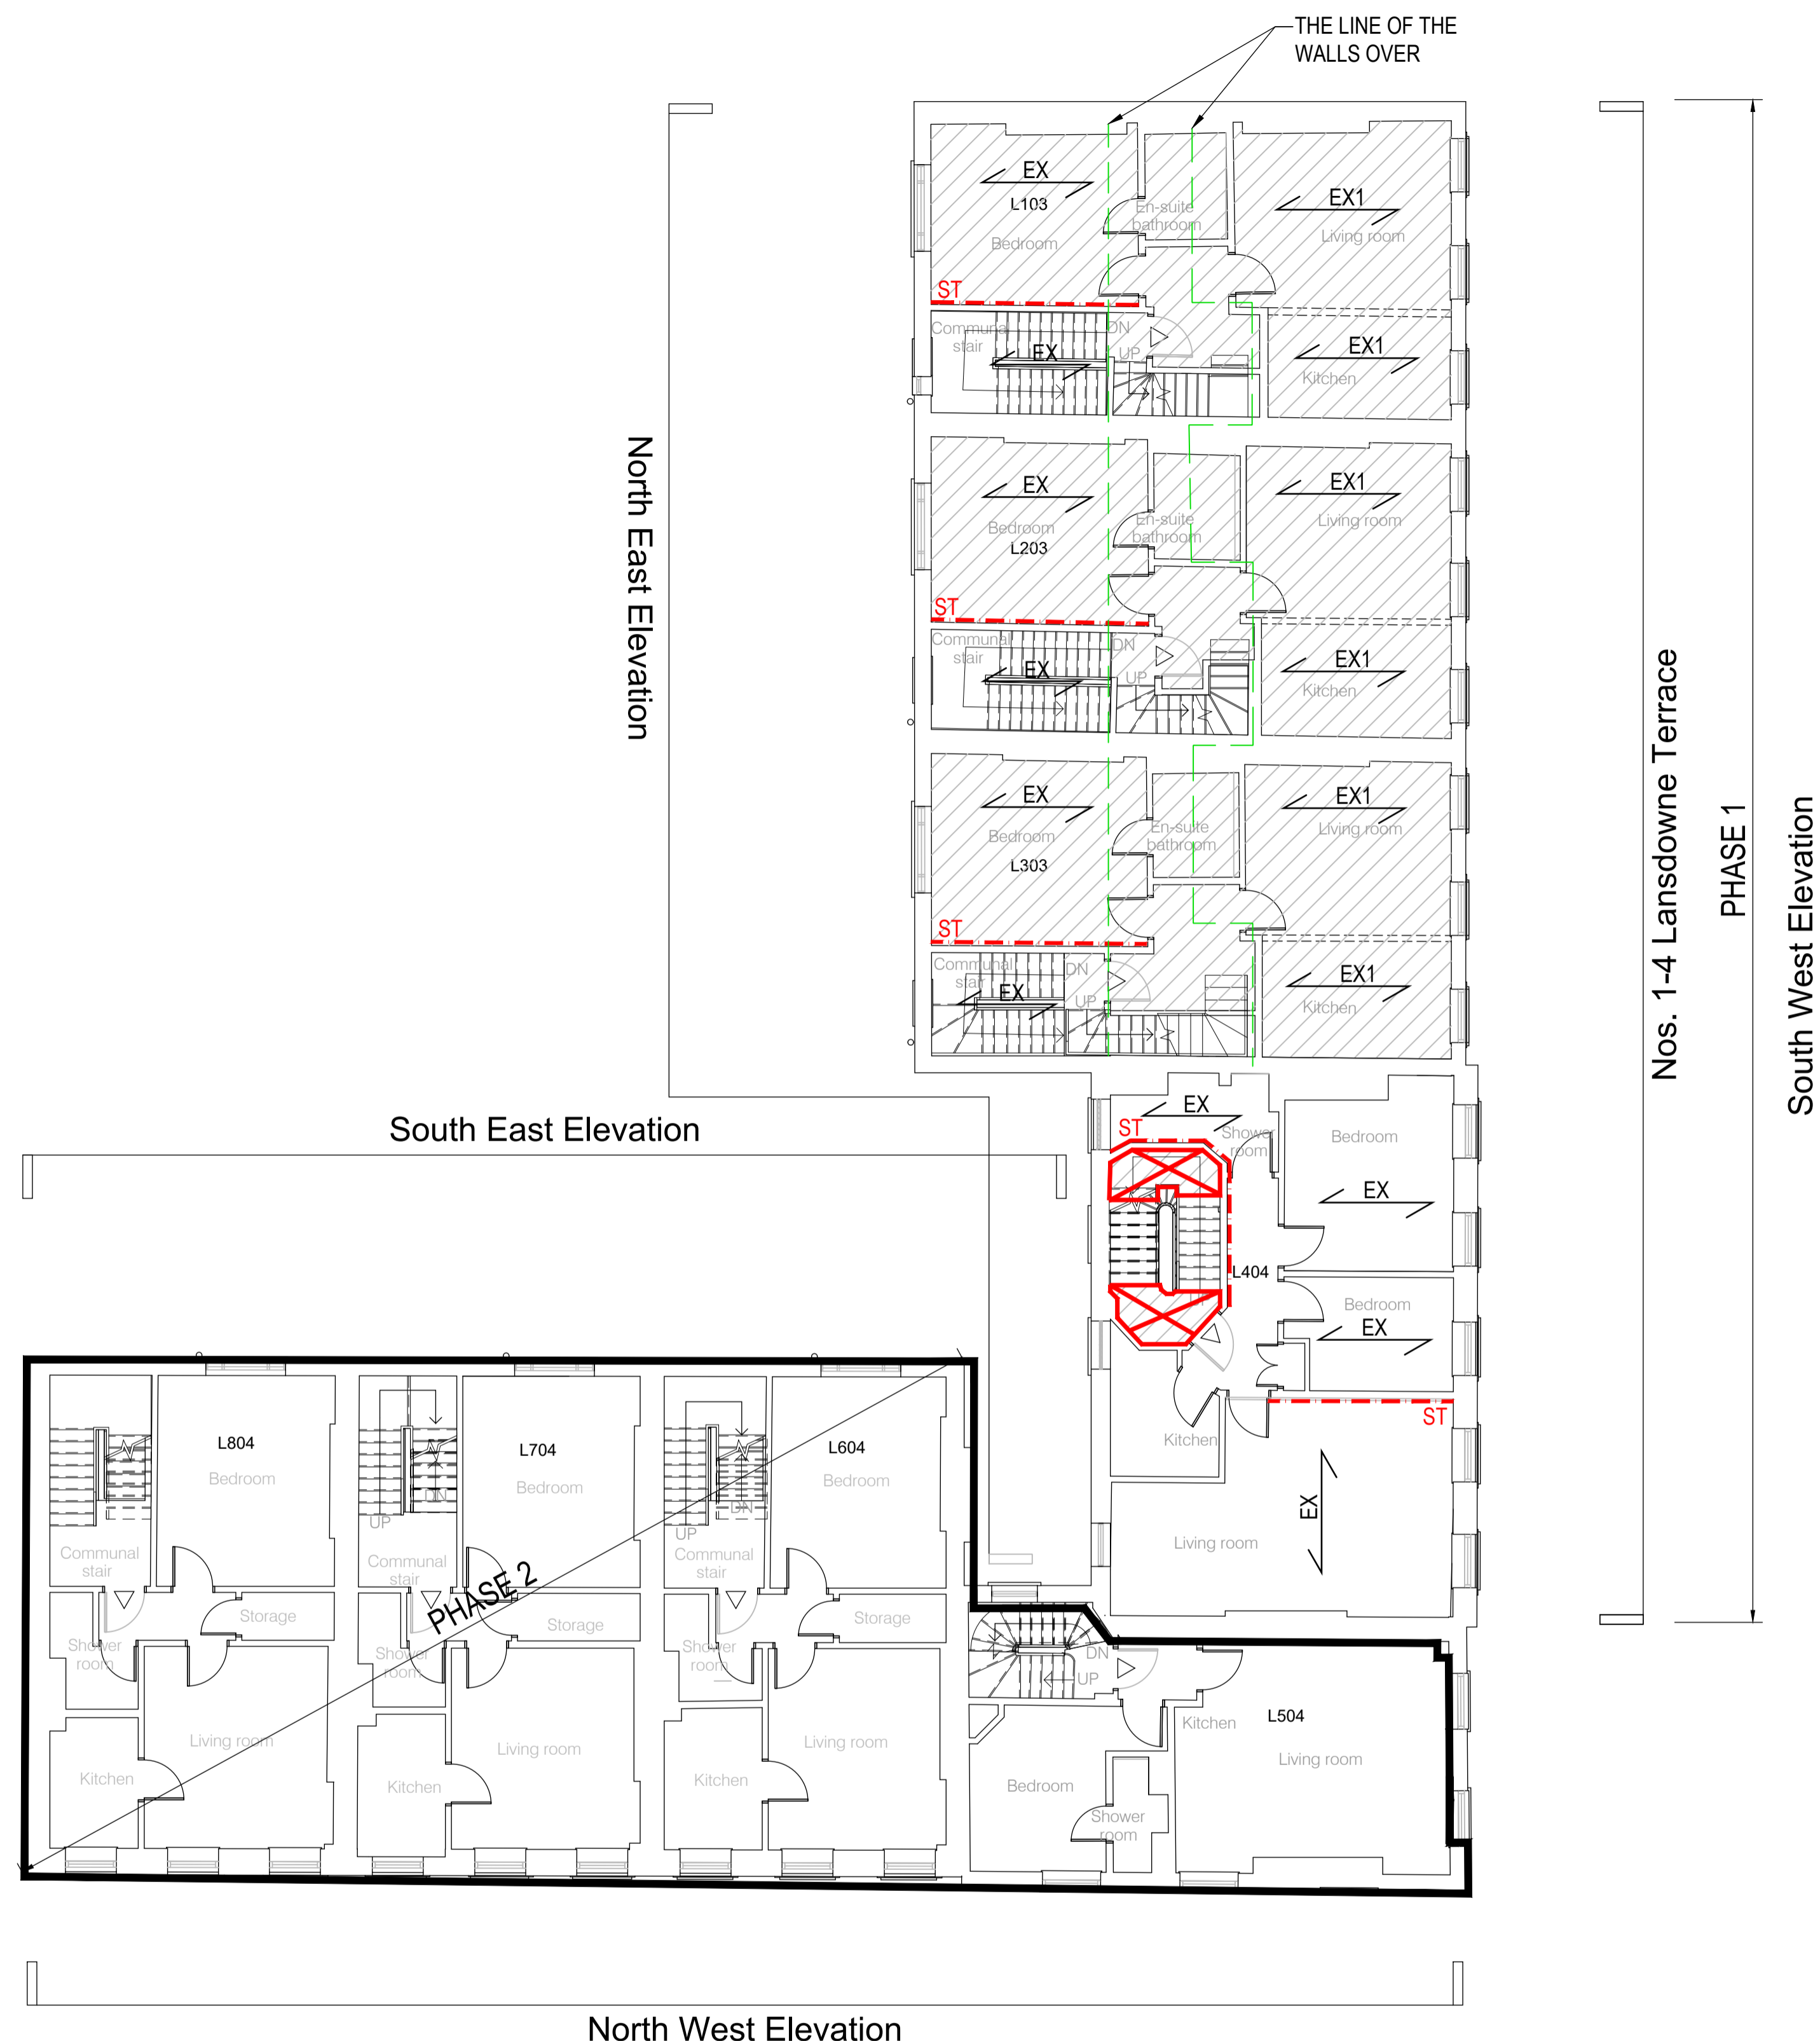 THE LINE OF THE
WALLS OVER
EX
L103
Bedroom
En-suite
bathroom
EX1
Living room
ST
Communal
stair
EX
DN
UP
EX1
Kitchen
North East Elevation
EX
Bedroom
L203
En-suite
bathroom
EX1
Living room
ST
Communal
stair
EX
DN
UP
EX1
Kitchen
EX
Bedroom
L303
En-suite
bathroom
EX1
Living room
ST
Communal
stair
EX
DN
UP
EX1
Kitchen
Nos. 1-4 Lansdowne Terrace
PHASE 1
South West Elevation
South East Elevation
EX
ST
Shower
room
Bedroom
EX
L404
UP
Bedroom
EX
ST
Kitchen
EX
Living room
L804
Bedroom
Communal
stair
Storage
Shower
room
Living room
Kitchen
L704
Bedroom
DN
UP
Communal
stair
PHASE 2
Storage
Shower
room
Living room
Kitchen
L604
Bedroom
DN
UP
Communal
stair
Storage
Shower
room
Living room
Kitchen
DN
UP
Kitchen
L504
Living room
Bedroom
Shower
room
North West Elevation